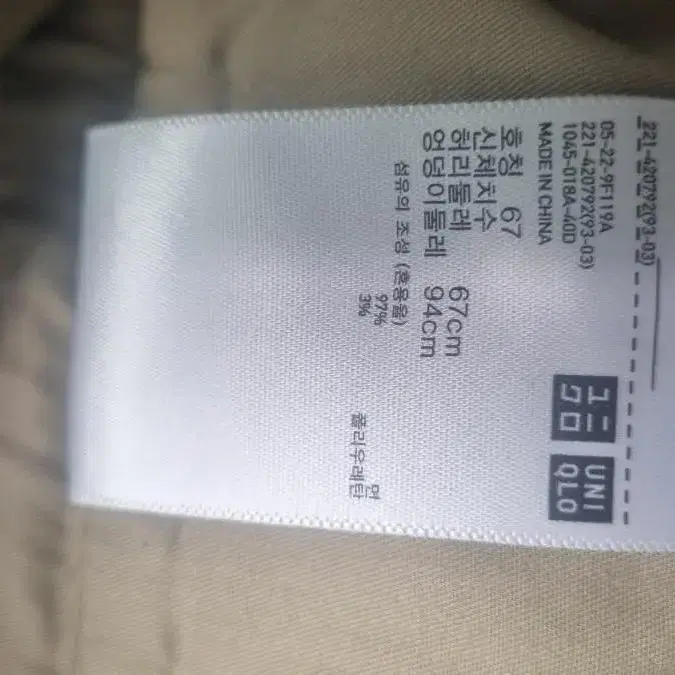 221-420792(93-03)
05-22-9F119A
221-420792(93-03)
1045-018A-40D
MADE IN CHINA
ユニ
クロ
UNI
QLO
호칭 67
신체치수
허리둘레 67cm
엉덩이둘레 94cm
섬유의 조성 (혼용율)
97% 면
3% 폴리우레탄